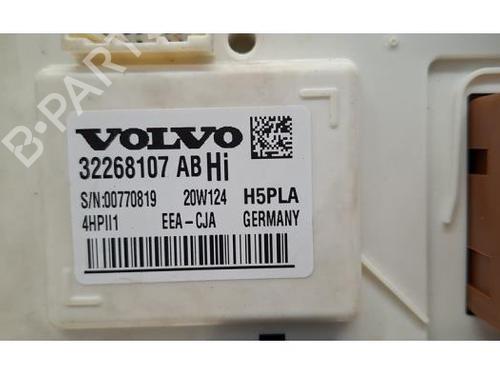 VOLVO
32268107 AB Hi
S/N:00770819 20W124 H5PLA
4HPII1 EEA-CJA GERMANY
B-PARTS